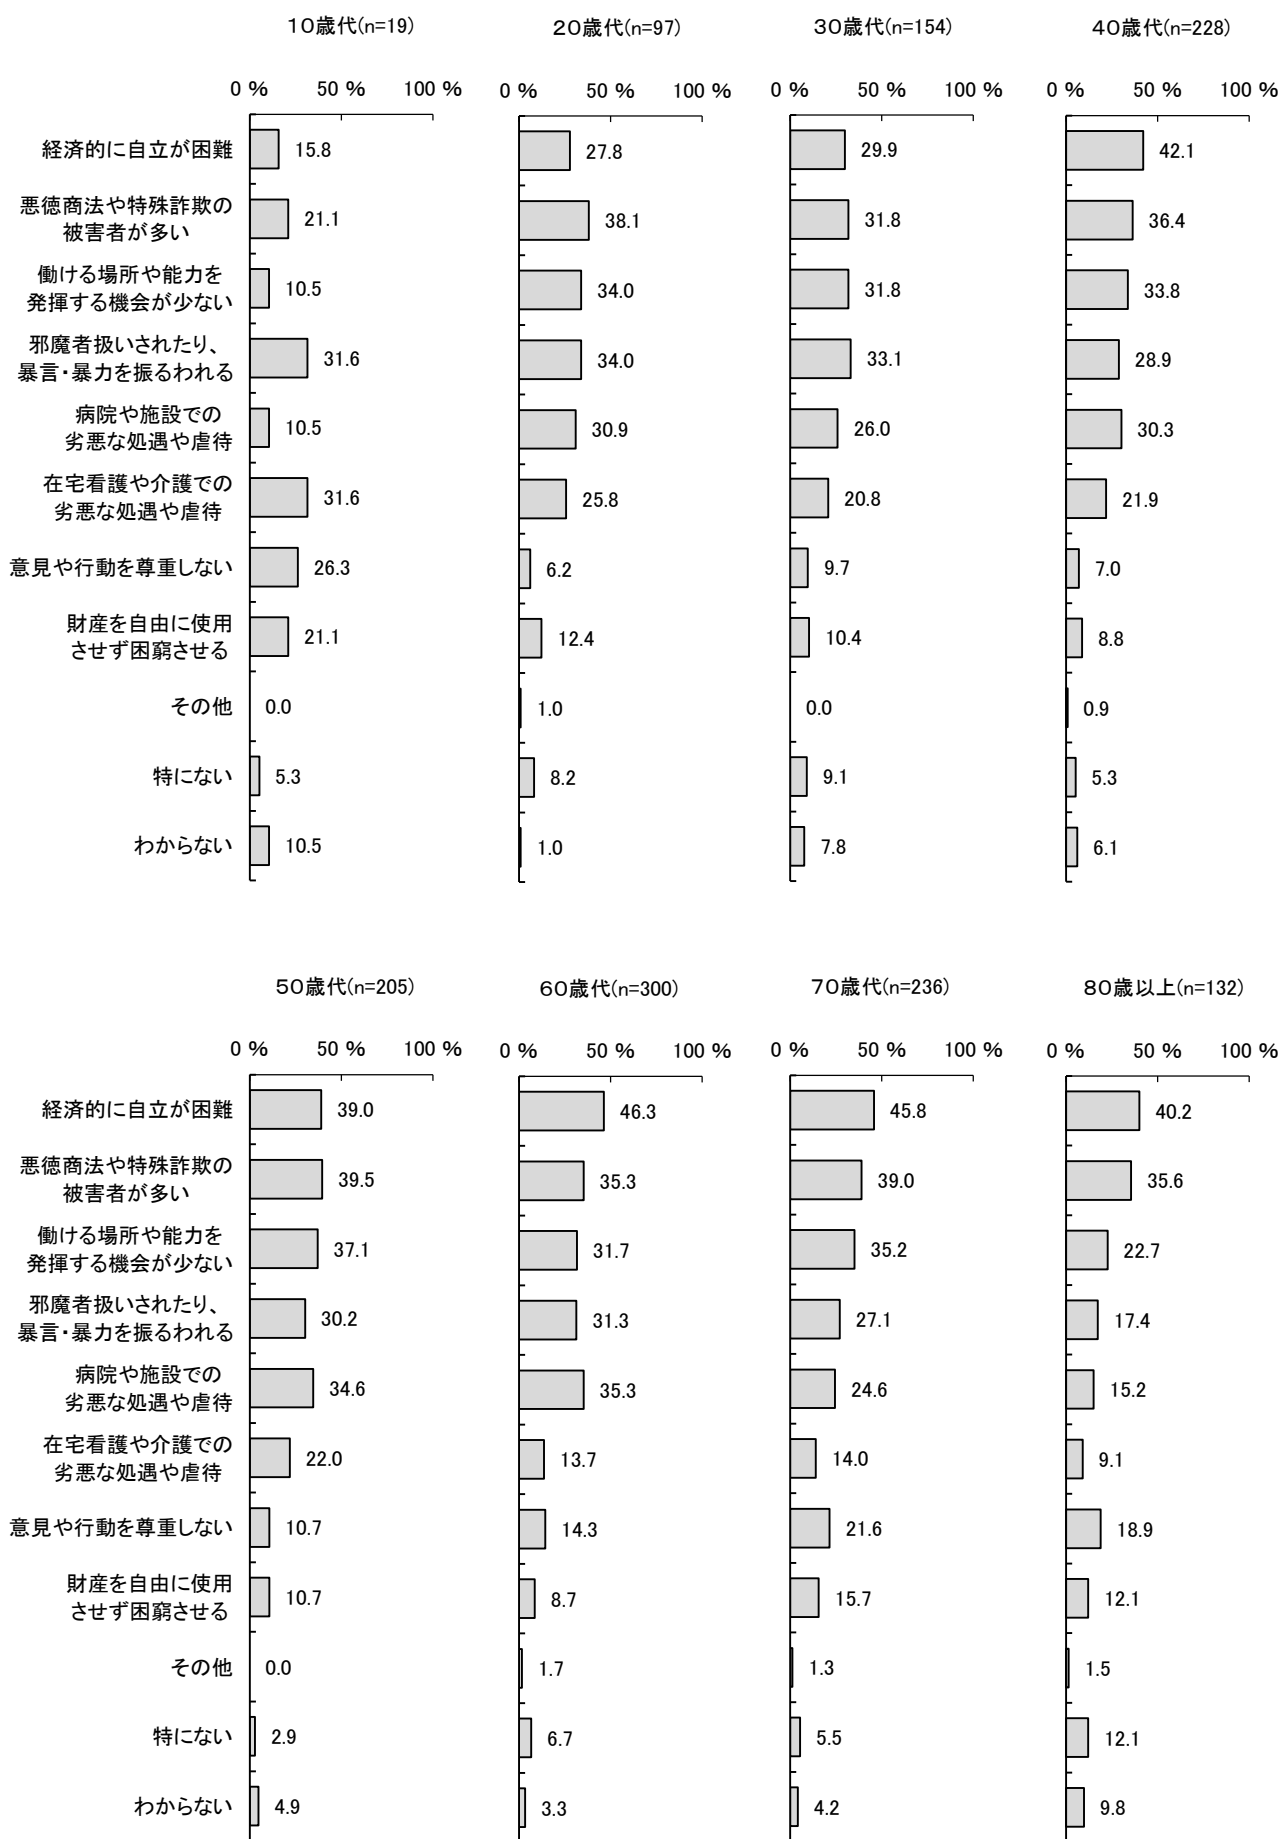 10歳代(n=19)
20歳代(n=97)
30歳代(n=154)
40歳代(n=228)
0 % 50 % 100 %
0 % 50 % 100 %
0 % 50 % 100 %
0 % 50 % 100 %
経済的に自立が困難
15.8 27.8 29.9 42.1
悪徳商法や特殊詐欺の
被害者が多い
21.1 38.1 31.8 36.4
働ける場所や能力を
発揮する機会が少ない
10.5 34.0 31.8 33.8
邪魔者扱いされたり、
暴言・暴力を振るわれる
31.6 34.0 33.1 28.9
病院や施設での
劣悪な処遇や虐待
10.5 30.9 26.0 30.3
在宅看護や介護での
劣悪な処遇や虐待
31.6 25.8 20.8 21.9
意見や行動を尊重しない
26.3 6.2 9.7 7.0
財産を自由に使用
させず困窮させる
21.1 12.4 10.4 8.8
その他
0.0 1.0 0.0 0.9
特にない
5.3 8.2 9.1 5.3
わからない
10.5 1.0 7.8 6.1
50歳代(n=205)
60歳代(n=300)
70歳代(n=236)
80歳以上(n=132)
0 % 50 % 100 %
0 % 50 % 100 %
0 % 50 % 100 %
0 % 50 % 100 %
経済的に自立が困難
39.0 46.3 45.8 40.2
悪徳商法や特殊詐欺の
被害者が多い
39.5 35.3 39.0 35.6
働ける場所や能力を
発揮する機会が少ない
37.1 31.7 35.2 22.7
邪魔者扱いされたり、
暴言・暴力を振るわれる
30.2 31.3 27.1 17.4
病院や施設での
劣悪な処遇や虐待
34.6 35.3 24.6 15.2
在宅看護や介護での
劣悪な処遇や虐待
22.0 13.7 14.0 9.1
意見や行動を尊重しない
10.7 14.3 21.6 18.9
財産を自由に使用
させず困窮させる
10.7 8.7 15.7 12.1
その他
0.0 1.7 1.3 1.5
特にない
2.9 6.7 5.5 12.1
わからない
4.9 3.3 4.2 9.8